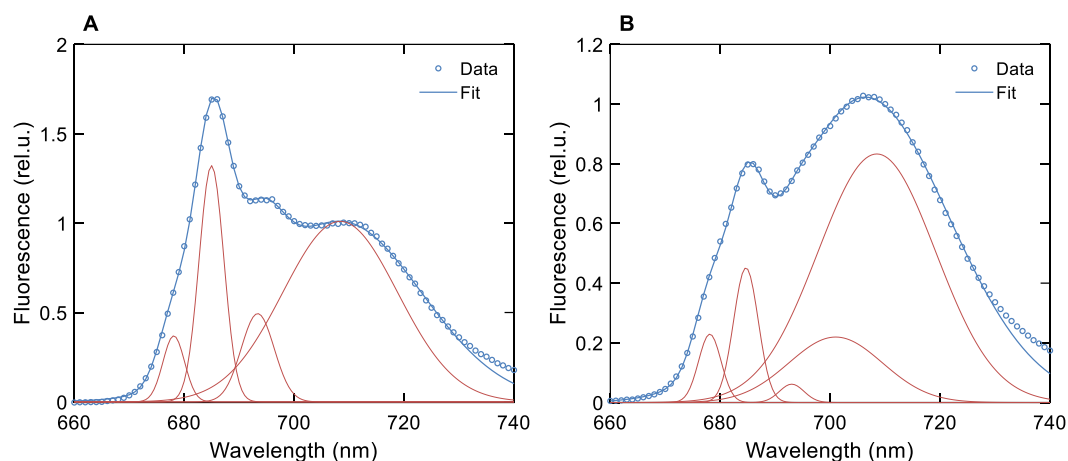 A
Fluorescence (rel.u.)
2
1.5
1
0.5
0
660 680 700 720 740
Wavelength (nm)
Data
Fit
B
Fluorescence (rel.u.)
1.2
1
0.8
0.6
0.4
0.2
0
660 680 700 720 740
Wavelength (nm)
Data
Fit